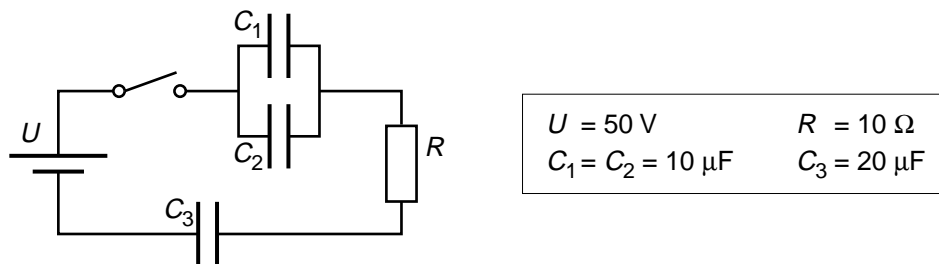 C₁
U
C₂
R
C₃
U = 50 V R = 10 Ω
C₁ = C₂ = 10 μF C₃ = 20 μF